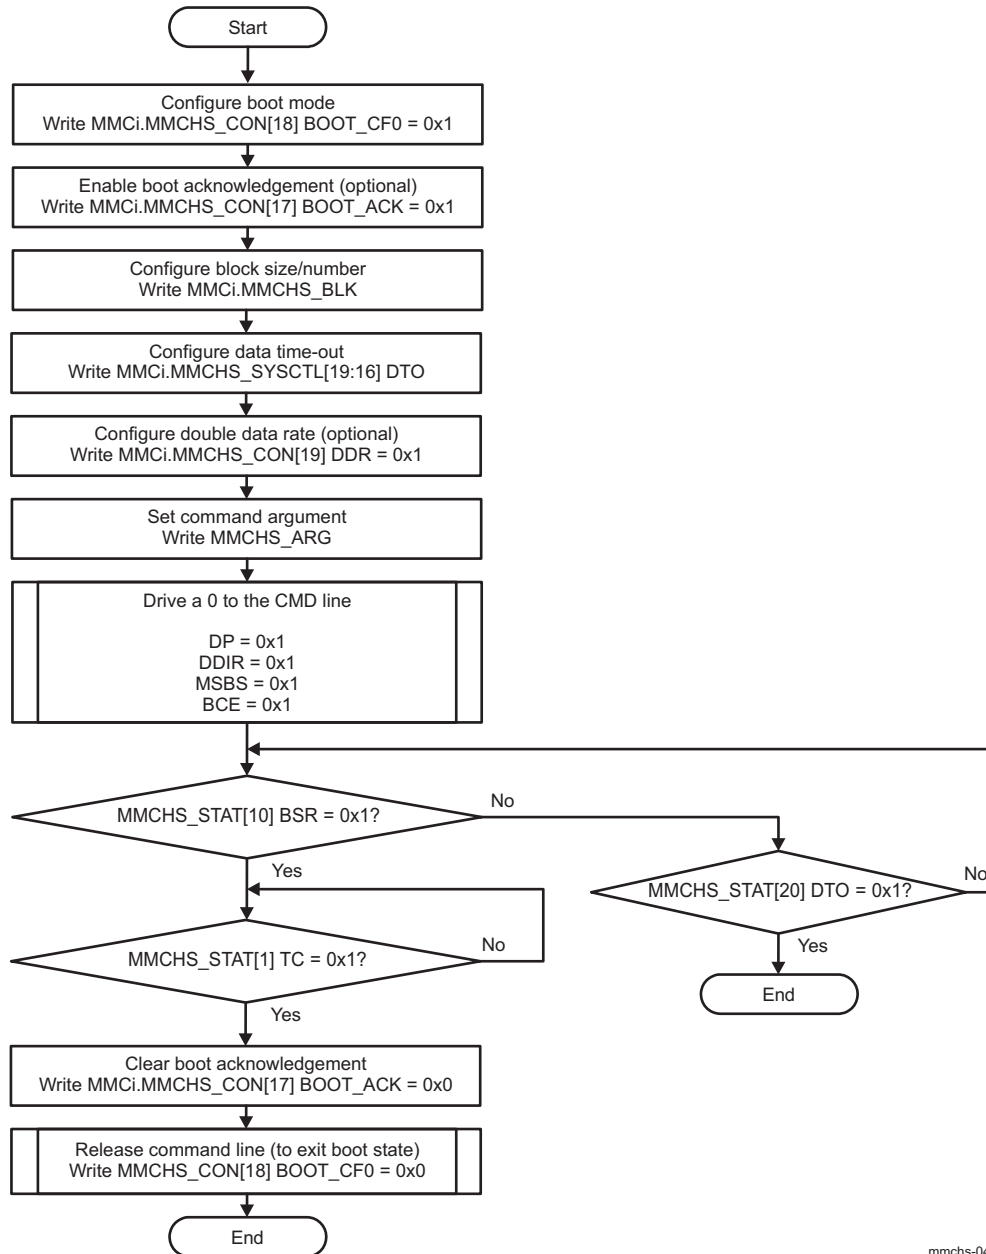 Start
Configure boot mode
Write MMCi.MMCHS_CON[18] BOOT_CF0 = 0x1
Enable boot acknowledgement (optional)
Write MMCi.MMCHS_CON[17] BOOT_ACK = 0x1
Configure block size/number
Write MMCi.MMCHS_BLK
Configure data time-out
Write MMCi.MMCHS_SYSCTL[19:16] DTO
Configure double data rate (optional)
Write MMCi.MMCHS_CON[19] DDR = 0x1
Set command argument
Write MMCHS_ARG
Drive a 0 to the CMD line
DP = 0x1
DDIR = 0x1
MSBS = 0x1
BCE = 0x1
MMCHS_STAT[10] BSR = 0x1?
No
Yes
MMCHS_STAT[20] DTO = 0x1?
No
Yes
End
MMCHS_STAT[1] TC = 0x1?
No
Yes
Clear boot acknowledgement
Write MMCi.MMCHS_CON[17] BOOT_ACK = 0x0
Release command line (to exit boot state)
Write MMCHS_CON[18] BOOT_CF0 = 0x0
End